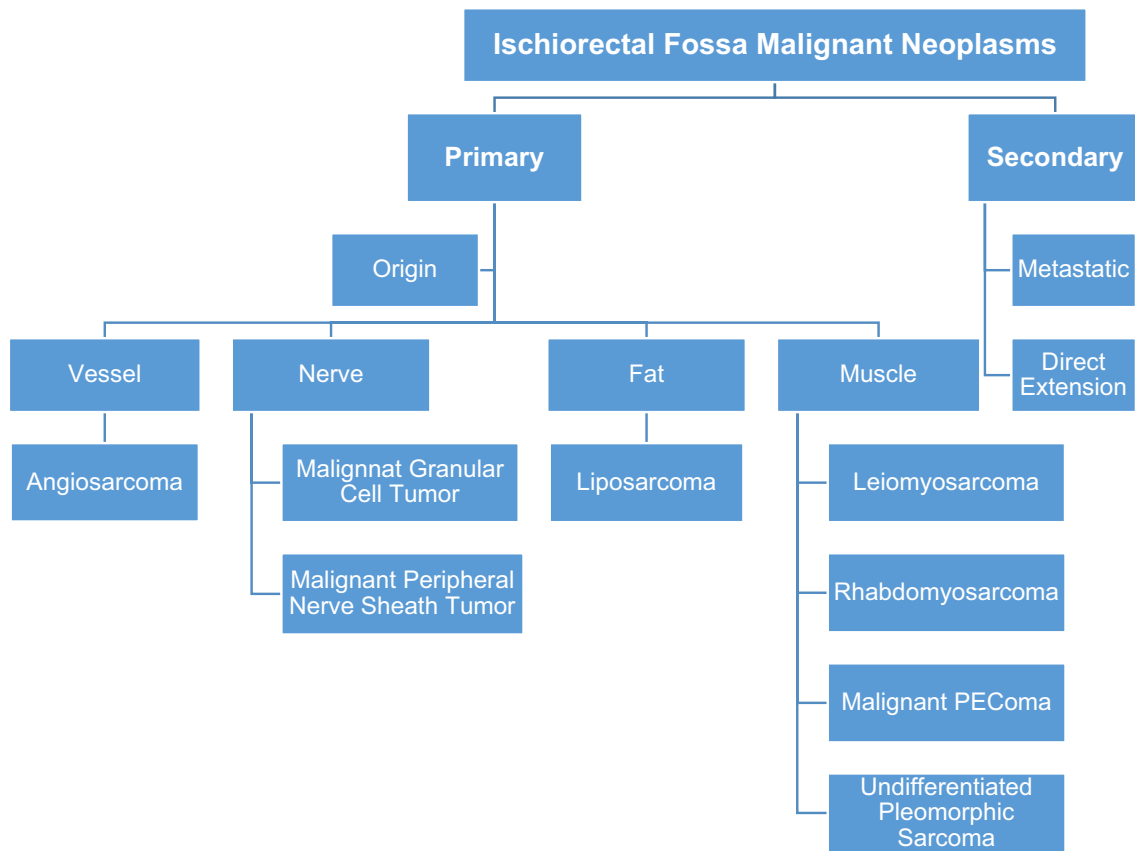 Ischiorectal Fossa Malignant Neoplasms
Primary
Secondary
Origin
Metastatic
Direct
Extension
Vessel
Nerve
Fat
Muscle
Angiosarcoma
Malignnat Granular
Cell Tumor
Malignant Peripheral
Nerve Sheath Tumor
Liposarcoma
Leiomyosarcoma
Rhabdomyosarcoma
Malignant PEComa
Undifferentiated
Pleomorphic
Sarcoma